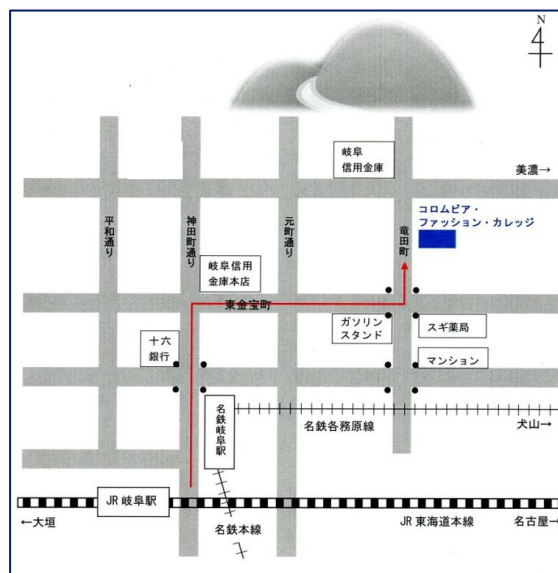 N
4
岐阜
信用金庫
美濃→
コロムビア・
ファッション・カレッジ
平和通り
神田町通り
元町通り
竜田町
岐阜信用
金庫本店
東金宝町
十六
銀行
ガソリン
スタンド
スギ薬局
マンション
名鉄岐阜駅
名鉄各務原線
犬山→
JR 岐阜駅
←大垣
名鉄本線
JR 東海道本線
名古屋→